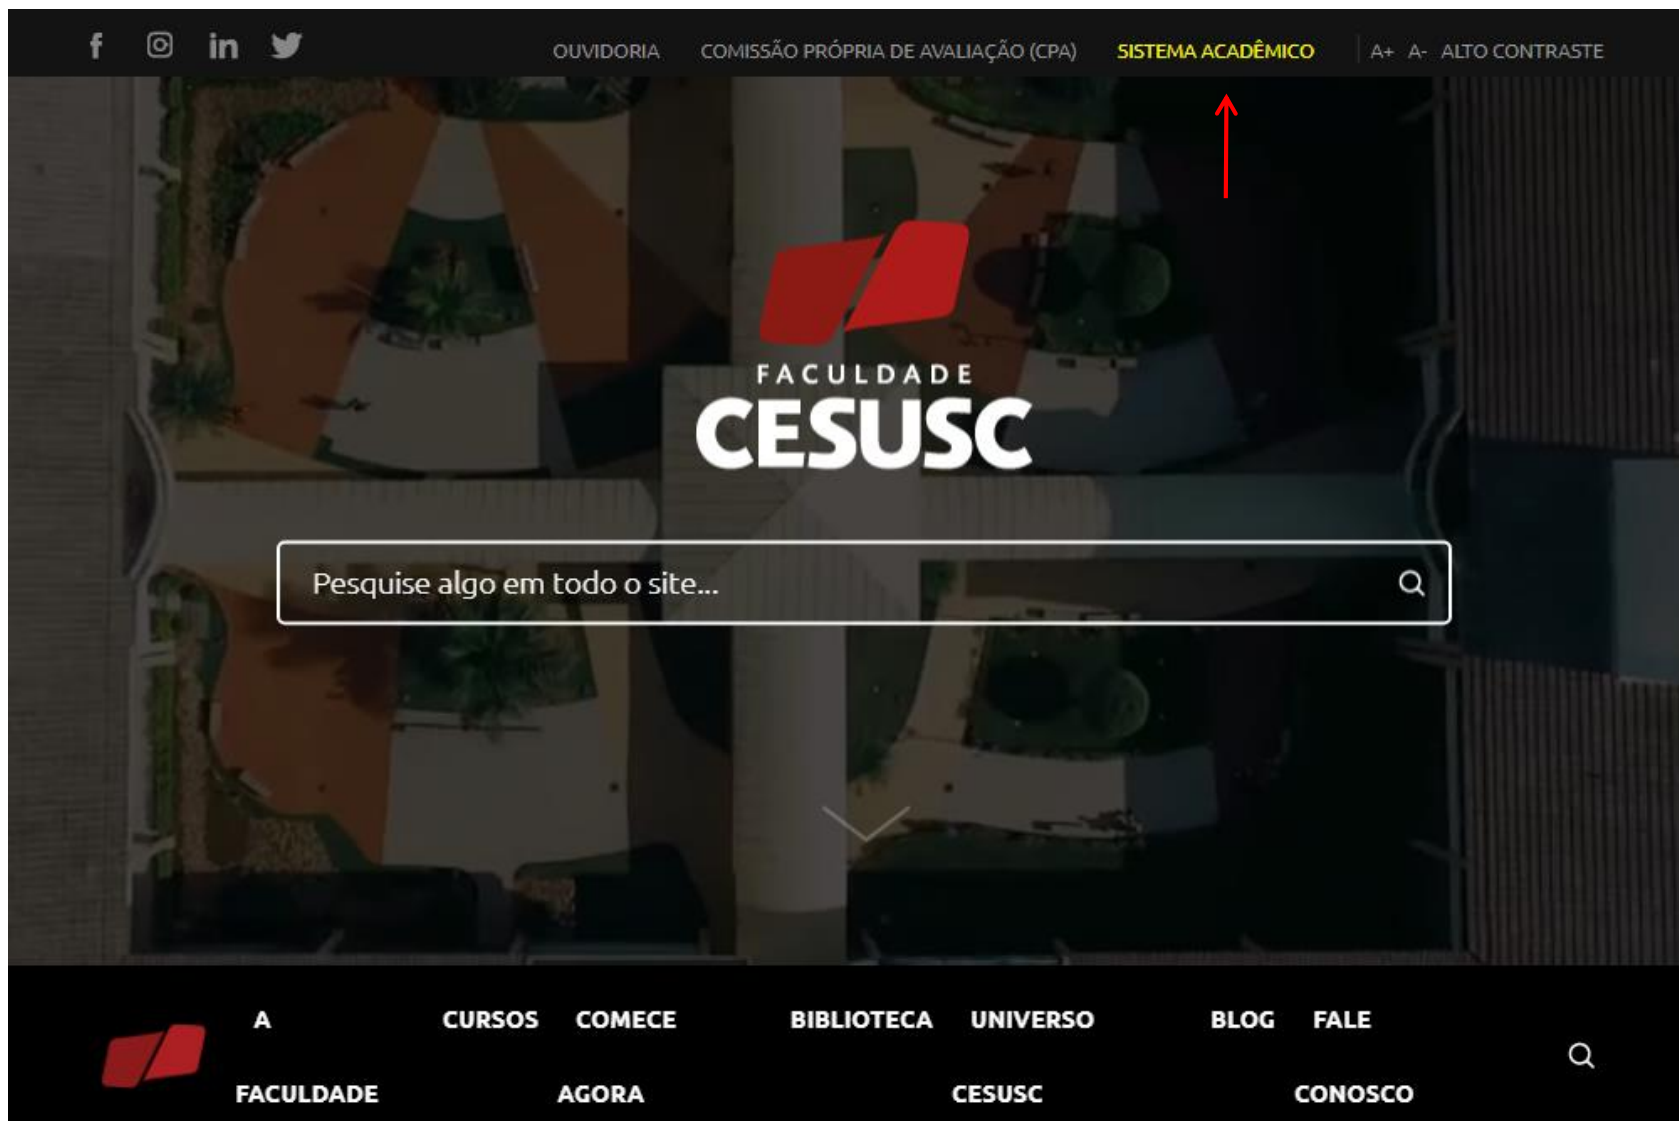 OUVIDORIA COMISSÃO PRÓPRIA DE AVALIAÇÃO (CPA) SISTEMA ACADÊMICO A+ A- ALTO CONTRASTE
FACULDADE
CESUSC
Pesquise algo em todo o site...
A FACULDADE
CURSOS
COMECE AGORA
BIBLIOTECA
UNIVERSO CESUSC
BLOG
FALE CONOSCO